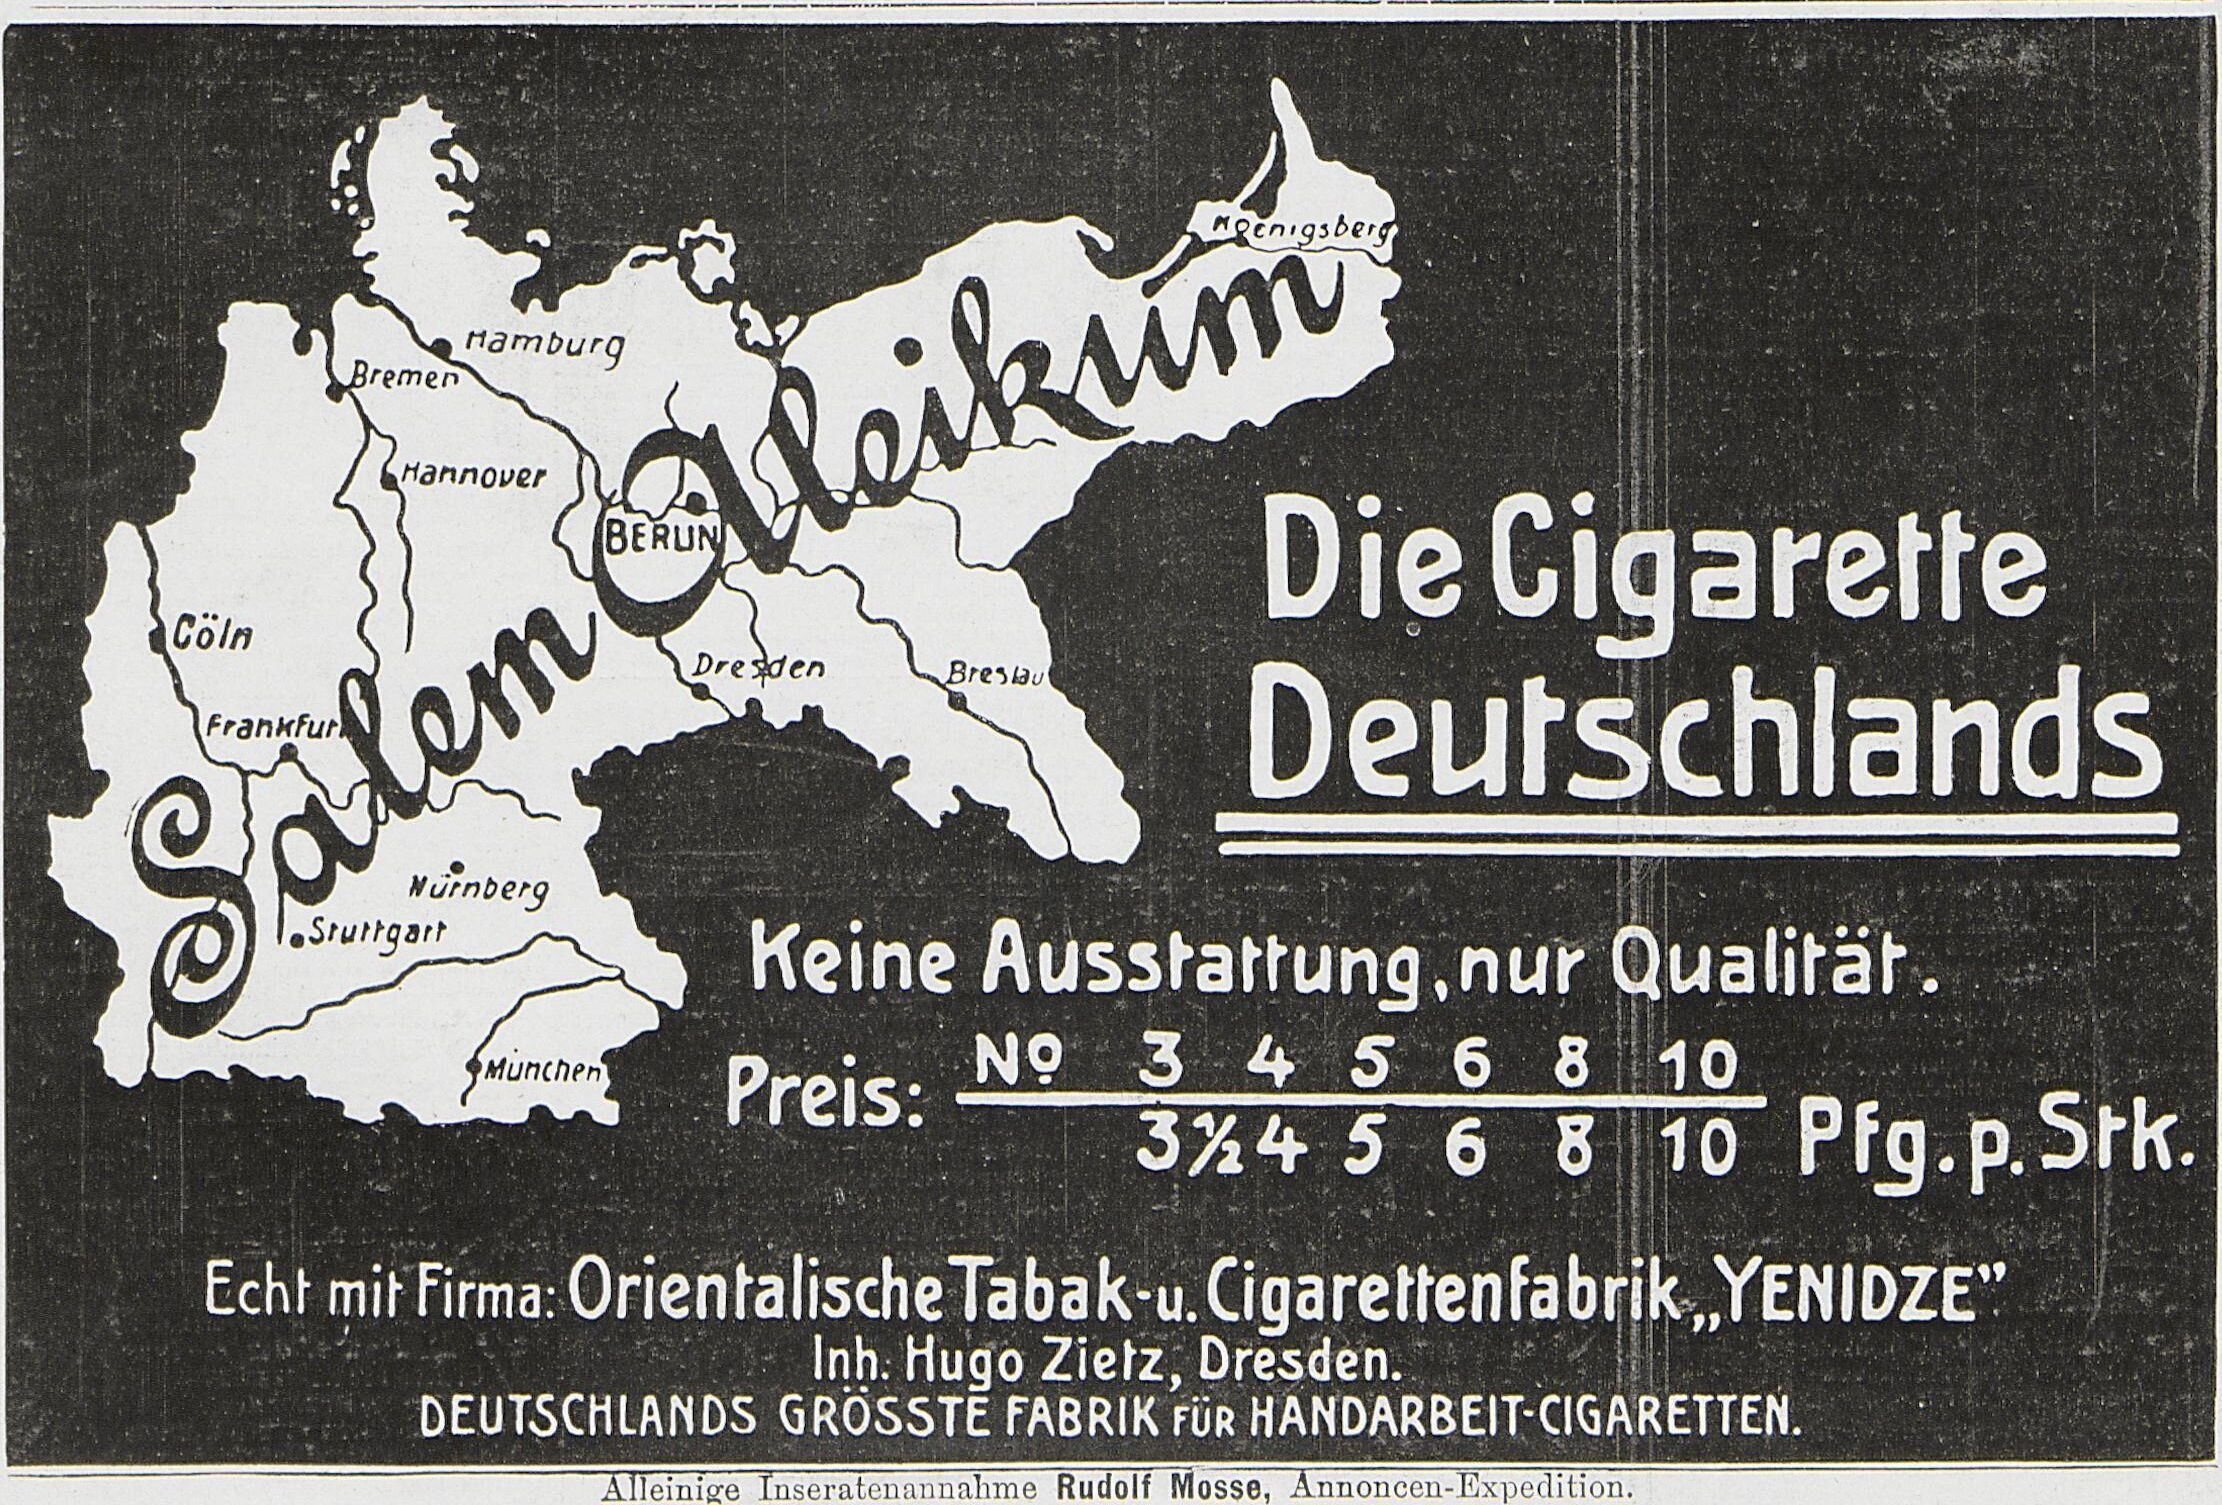 Koenigsberg
Hamburg
Bremen
Hannover
BERLIN
Cöln
Dresden
Breslau
Frankfurt
Nürnberg
Stuttgart
München
Salem Aleikum
Die Cigarette
Deutschlands
Keine Ausstattung, nur Qualität.
Preis: No 3 4 5 6 8 10
3½ 4 5 6 8 10 Pfg. p. Stk.
Echt mit Firma: Orientalische Tabak- u. Cigarettenfabrik „YENIDZE”
Inh. Hugo Zietz, Dresden.
DEUTSCHLANDS GRÖSSTE FABRIK FÜR HANDARBEIT-CIGARETTEN.
Alleinige Inseratenannahme Rudolf Mosse, Annoncen-Expedition.